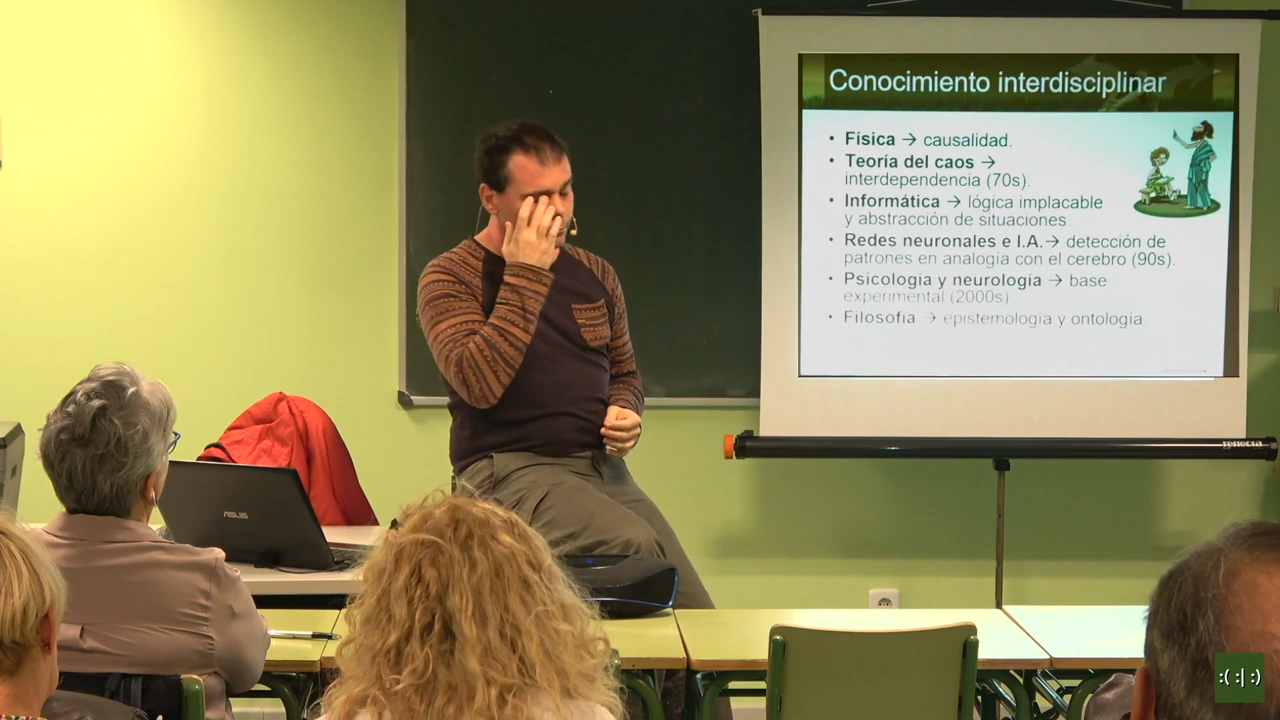 Conocimiento interdisciplinar
• Física → causalidad.
• Teoría del caos →
interdependencia (70s).
• Informática → lógica implacable
y abstracción de situaciones
• Redes neuronales e I.A.→ detección de
patrones en analogía con el cerebro (90s).
• Psicología y neurología → base
experimental (2000s)
• Filosofía → epistemología y ontología
ASUS
:( :| :)